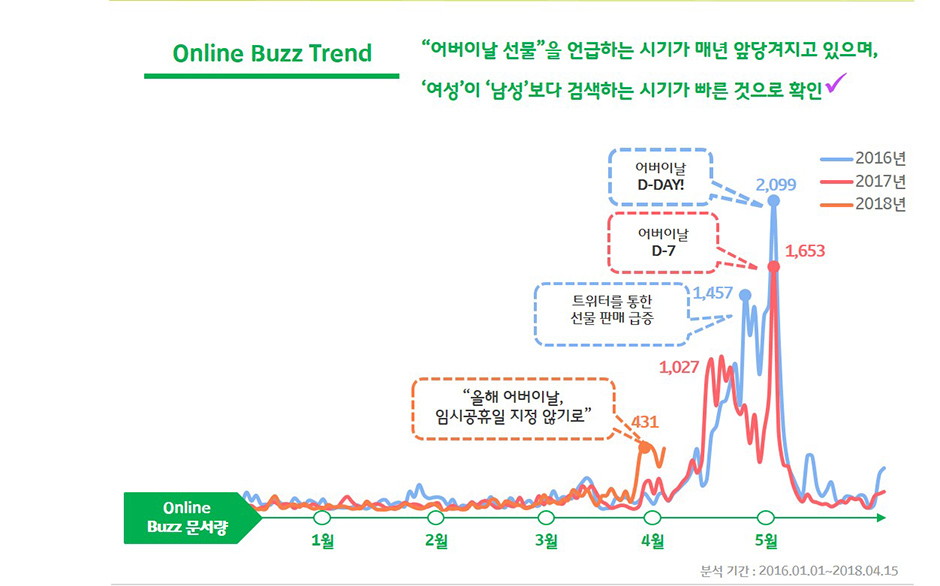 Online Buzz Trend
“어버이날 선물”을 언급하는 시기가 매년 앞당겨지고 있으며,
‘여성’이 ‘남성’보다 검색하는 시기가 빠른 것으로 확인
어버이날
D-DAY!
2,099
2016년
2017년
2018년
어버이날
D-7
1,653
트위터를 통한
선물 판매 급증
1,457
1,027
“올해 어버이날,
임시공휴일 지정 않기로”
431
Online
Buzz 문서량
1월
2월
3월
4월
5월
분석 기간 : 2016.01.01~2018.04.15